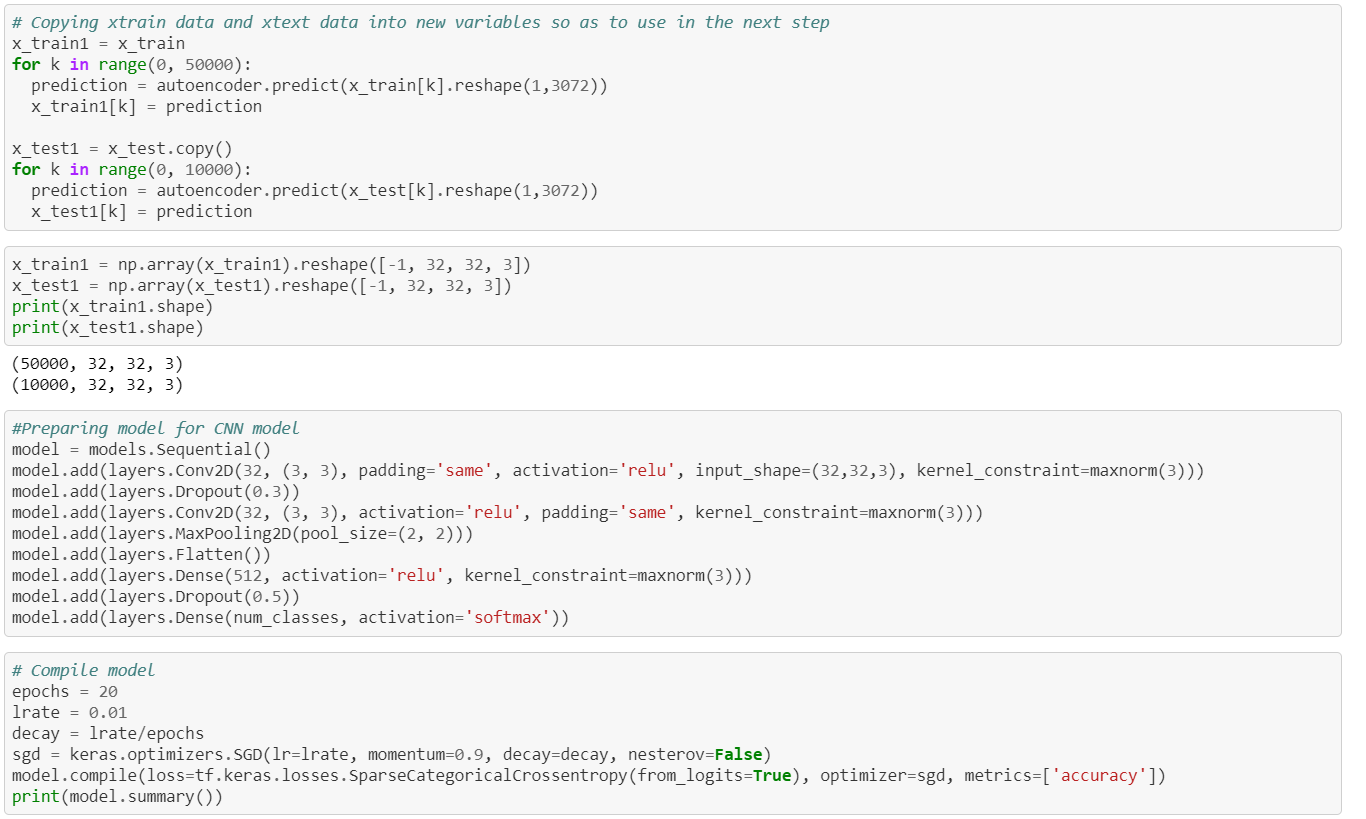 # Copying xtrain data and xtext data into new variables so as to use in the next step
x_train1 = x_train
for k in range(0, 50000):
  prediction = autoencoder.predict(x_train[k].reshape(1,3072))
  x_train1[k] = prediction

x_test1 = x_test.copy()
for k in range(0, 10000):
  prediction = autoencoder.predict(x_test[k].reshape(1,3072))
  x_test1[k] = prediction

x_train1 = np.array(x_train1).reshape([-1, 32, 32, 3])
x_test1 = np.array(x_test1).reshape([-1, 32, 32, 3])
print(x_train1.shape)
print(x_test1.shape)

(50000, 32, 32, 3)
(10000, 32, 32, 3)

#Preparing model for CNN model
model = models.Sequential()
model.add(layers.Conv2D(32, (3, 3), padding='same', activation='relu', input_shape=(32,32,3), kernel_constraint=maxnorm(3)))
model.add(layers.Dropout(0.3))
model.add(layers.Conv2D(32, (3, 3), activation='relu', padding='same', kernel_constraint=maxnorm(3)))
model.add(layers.MaxPooling2D(pool_size=(2, 2)))
model.add(layers.Flatten())
model.add(layers.Dense(512, activation='relu', kernel_constraint=maxnorm(3)))
model.add(layers.Dropout(0.5))
model.add(layers.Dense(num_classes, activation='softmax'))

# Compile model
epochs = 20
lrate = 0.01
decay = lrate/epochs
sgd = keras.optimizers.SGD(lr=lrate, momentum=0.9, decay=decay, nesterov=False)
model.compile(loss=tf.keras.losses.SparseCategoricalCrossentropy(from_logits=True), optimizer=sgd, metrics=['accuracy'])
print(model.summary())